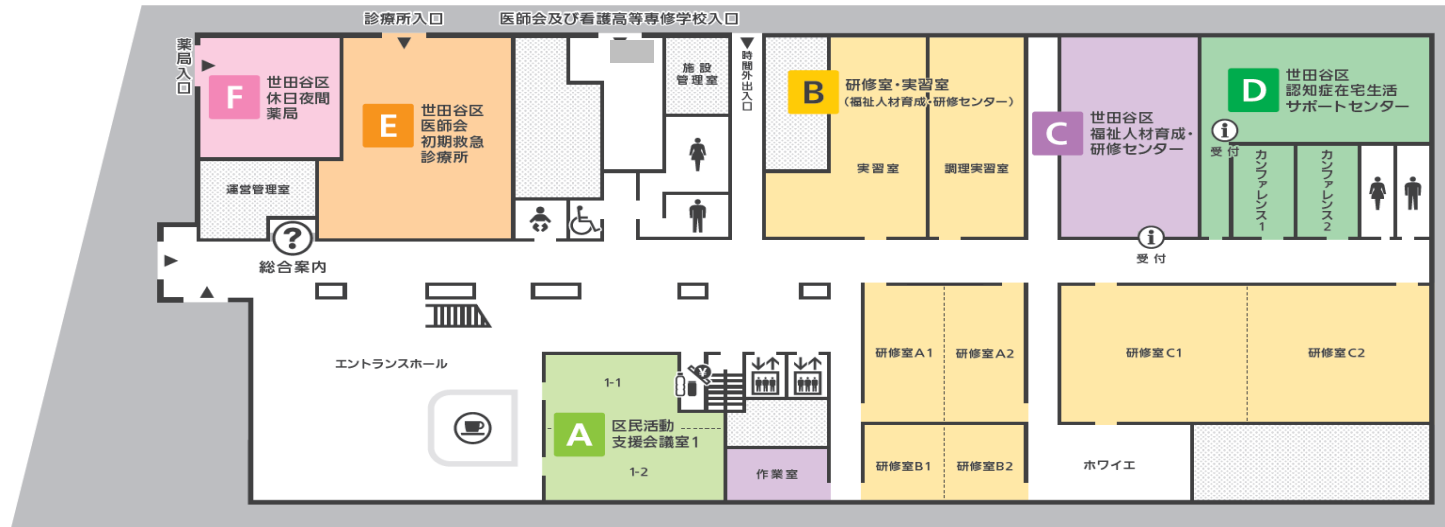 診療所入口
医師会及び看護高等専修学校入口
薬局入口
時間外出入口
F
世田谷区
休日夜間
薬局
E
世田谷区
医師会
初期救急
診療所
施設
管理室
B
研修室・実習室
(福祉人材育成・研修センター)
実習室
調理実習室
C
世田谷区
福祉人材育成・
研修センター
D
世田谷区
認知症在宅生活
サポートセンター
受付
カンファレンス1
カンファレンス2
運営管理室
?
総合案内
受付
エントランスホール
1-1
A
区民活動
支援会議室1
1-2
¥
作業室
研修室A1
研修室A2
研修室B1
研修室B2
研修室C1
研修室C2
ホワイエ